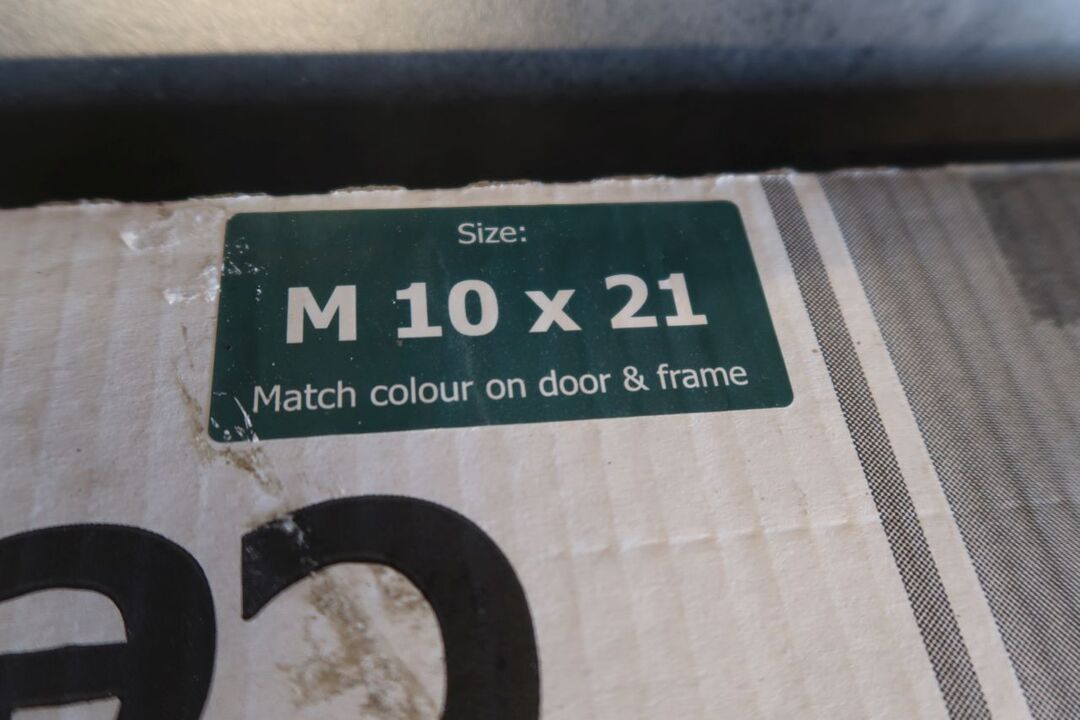 Size:
M 10 x 21
Match colour on door & frame